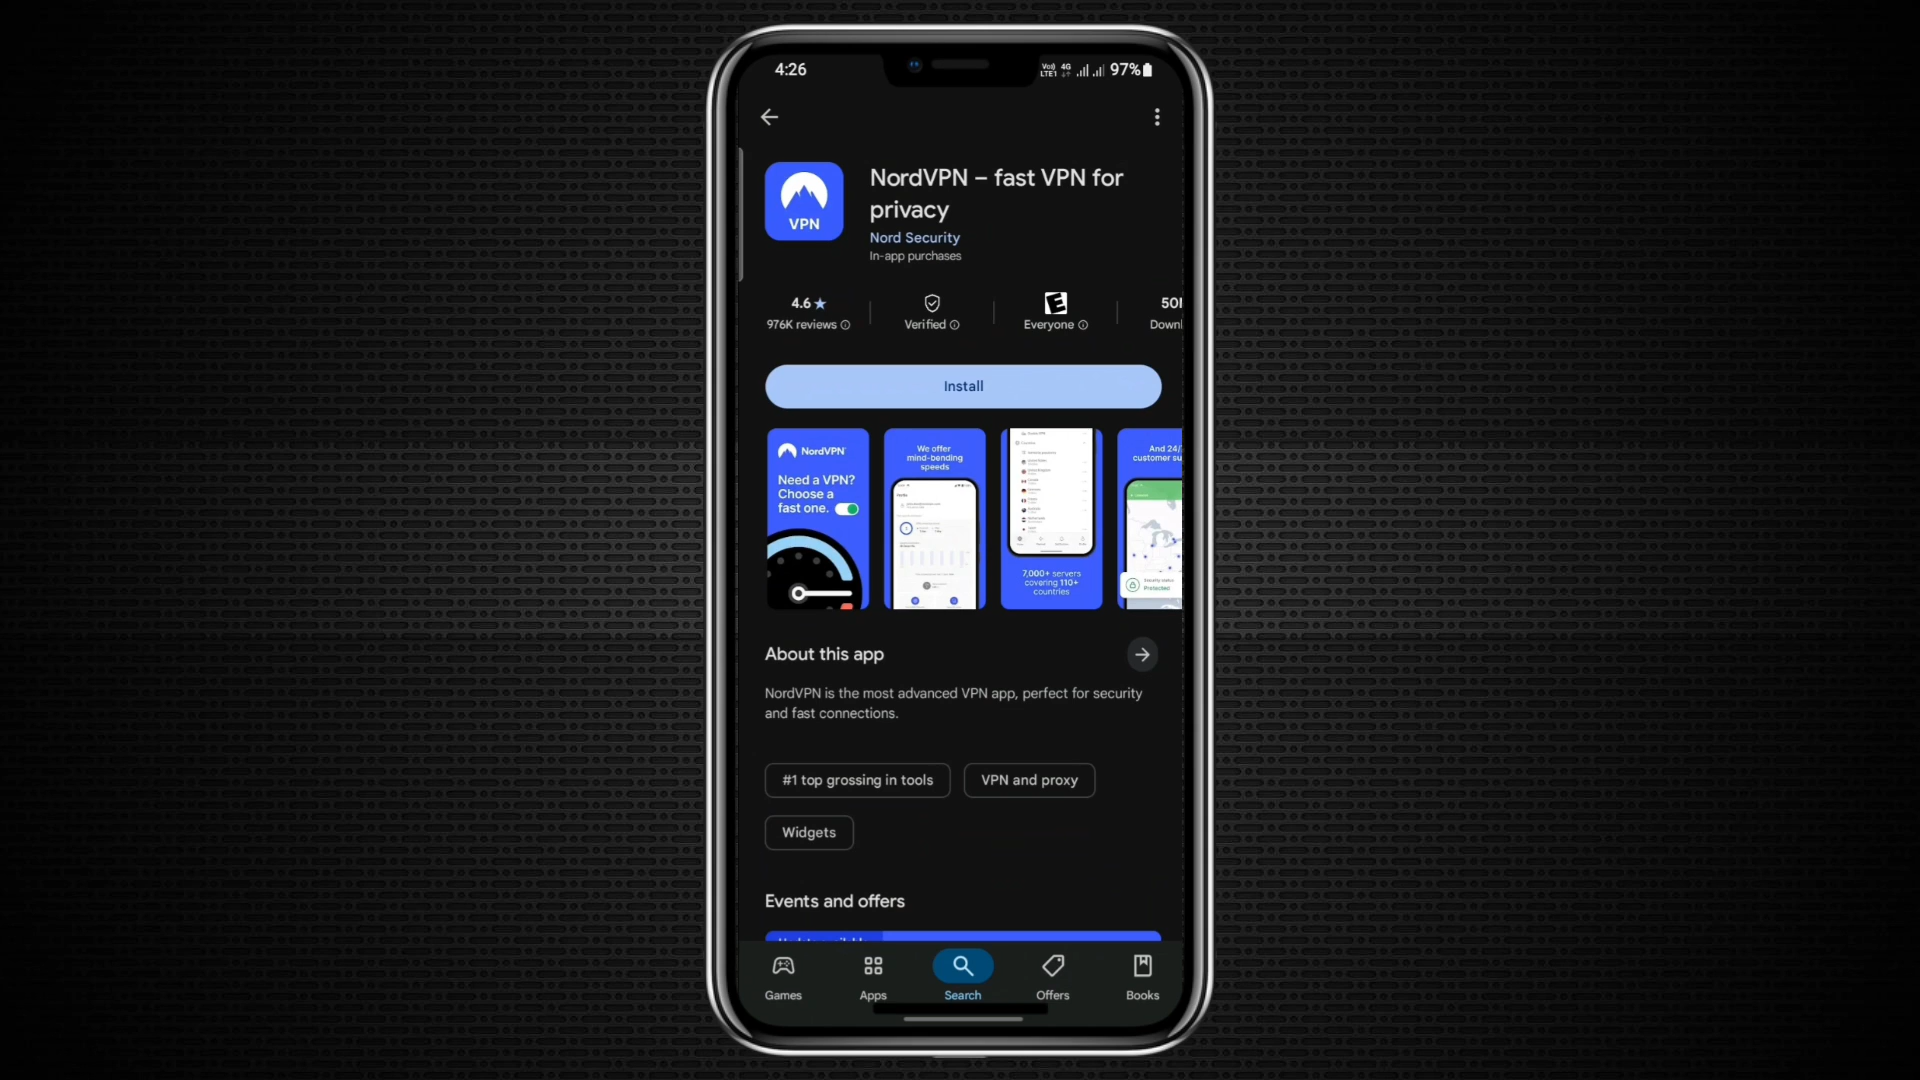 4:26
Vo))
LTE1
4G
97%
NordVPN – fast VPN for
privacy
VPN
Nord Security
In-app purchases
4.6★
976K reviews
Verified
Everyone
50
Downl
Install
NordVPN
Need a VPN?
Choose a
fast one.
We offer
mind-bending
speeds
7,000+ servers
covering 110+
countries
And 24/
customer su
Security status
Protected
About this app
NordVPN is the most advanced VPN app, perfect for security
and fast connections.
#1 top grossing in tools
VPN and proxy
Widgets
Events and offers
Games
Apps
Search
Offers
Books